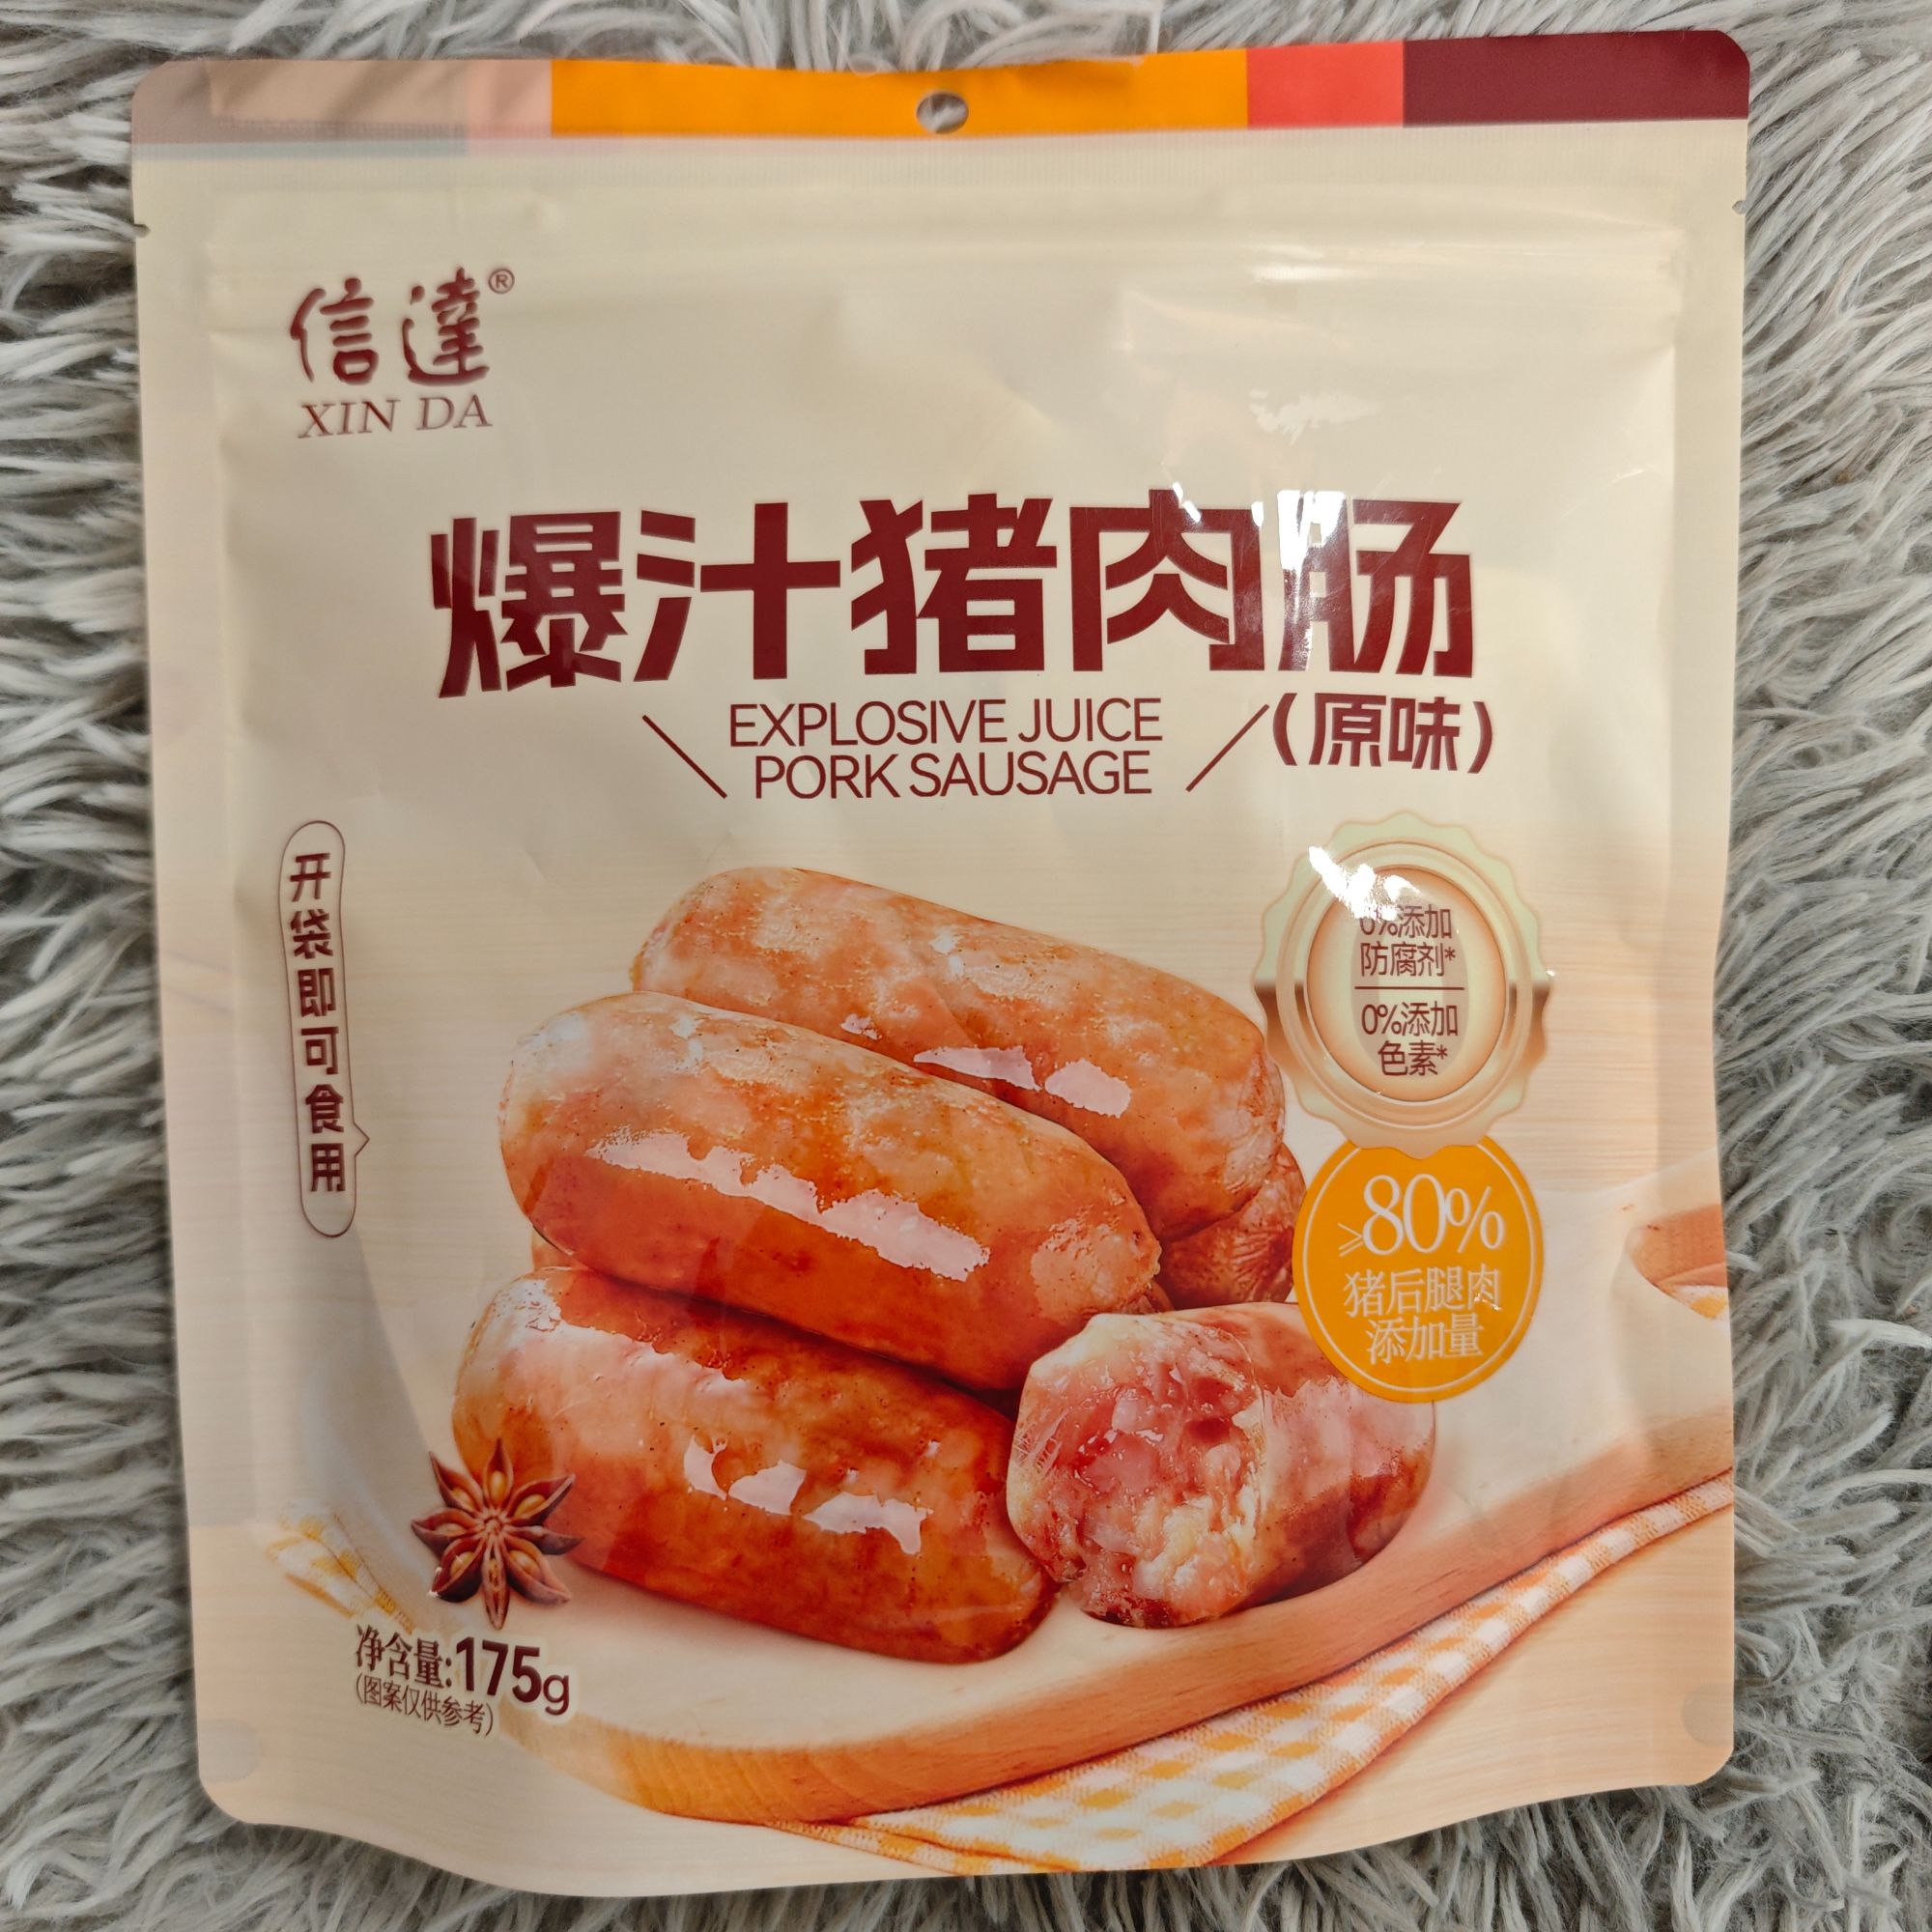 信達®
XIN DA
爆汁猪肉肠
EXPLOSIVE JUICE
PORK SAUSAGE
(原味)
开袋即可食用
0%添加
防腐剂*
0%添加
色素*
≥80%
猪后腿肉
添加量
净含量:175g
(图案仅供参考)